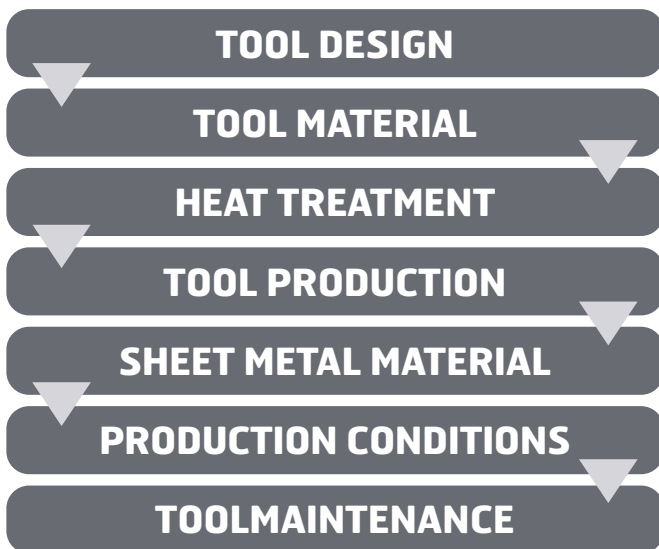 TOOL DESIGN
TOOL MATERIAL
HEAT TREATMENT
TOOL PRODUCTION
SHEET METAL MATERIAL
PRODUCTION CONDITIONS
TOOLMAINTENANCE